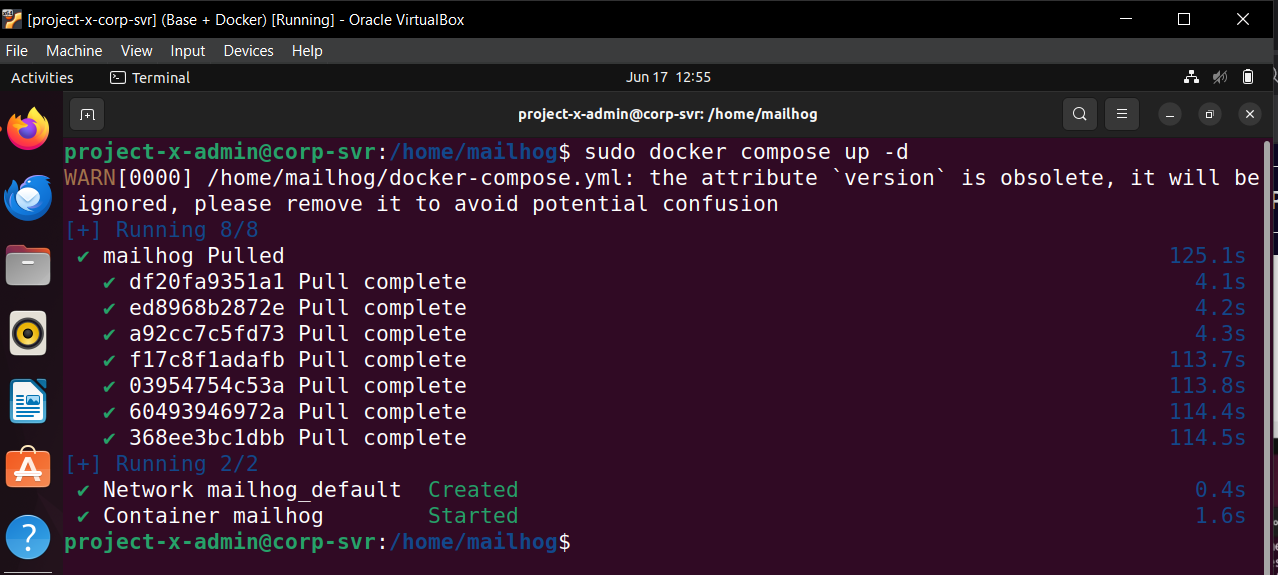 [project-x-corp-svr] (Base + Docker) [Running] - Oracle VirtualBox
File Machine View Input Devices Help
Activities Terminal Jun 17 12:55
project-x-admin@corp-svr: /home/mailhog
project-x-admin@corp-svr:/home/mailhog$ sudo docker compose up -d
WARN[0000] /home/mailhog/docker-compose.yml: the attribute `version` is obsolete, it will be
ignored, please remove it to avoid potential confusion
[+] Running 8/8
✔ mailhog Pulled 125.1s
✔ df20fa9351a1 Pull complete 4.1s
✔ ed8968b2872e Pull complete 4.2s
✔ a92cc7c5fd73 Pull complete 4.3s
✔ f17c8f1adafb Pull complete 113.7s
✔ 03954754c53a Pull complete 113.8s
✔ 60493946972a Pull complete 114.4s
✔ 368ee3bc1dbb Pull complete 114.5s
[+] Running 2/2
✔ Network mailhog_default Created 0.4s
✔ Container mailhog Started 1.6s
project-x-admin@corp-svr:/home/mailhog$